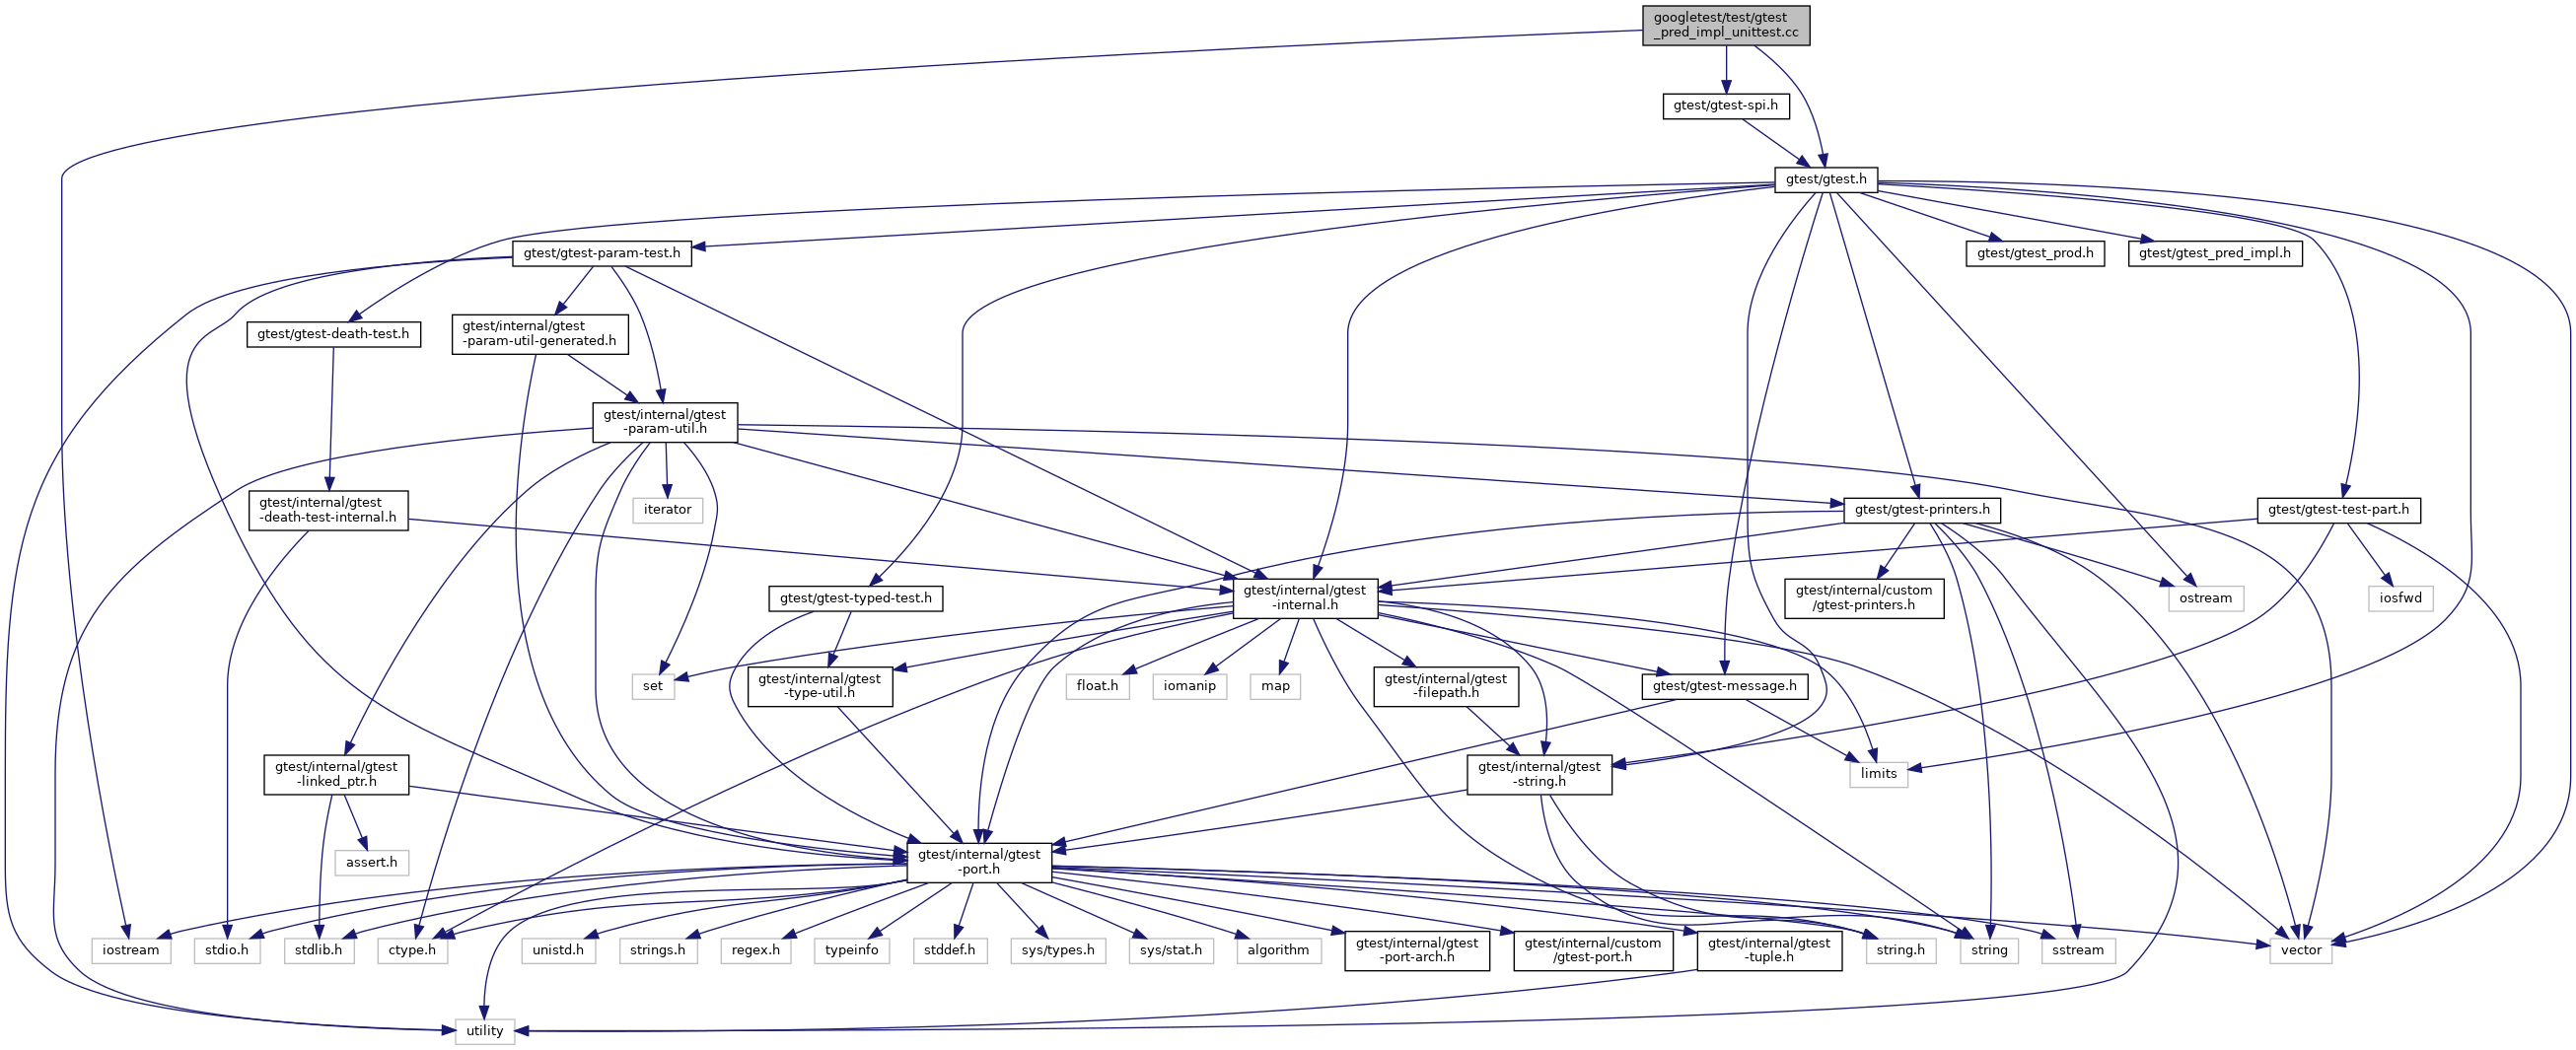 googletest/test/gtest
_pred_impl_unittest.cc
gtest/gtest-spi.h
gtest/gtest.h
gtest/gtest-param-test.h
gtest/gtest_prod.h
gtest/gtest_pred_impl.h
gtest/gtest-death-test.h
gtest/internal/gtest
-param-util-generated.h
gtest/internal/gtest
-param-util.h
gtest/internal/gtest
-death-test-internal.h
iterator
gtest/gtest-printers.h
gtest/gtest-test-part.h
gtest/gtest-typed-test.h
gtest/internal/gtest
-internal.h
gtest/internal/custom
/gtest-printers.h
ostream
iosfwd
set
gtest/internal/gtest
-type-util.h
float.h
iomanip
map
gtest/internal/gtest
-filepath.h
gtest/gtest-message.h
gtest/internal/gtest
-linked_ptr.h
gtest/internal/gtest
-string.h
limits
assert.h
gtest/internal/gtest
-port.h
iostream
stdio.h
stdlib.h
ctype.h
unistd.h
strings.h
regex.h
typeinfo
stddef.h
sys/types.h
sys/stat.h
algorithm
gtest/internal/gtest
-port-arch.h
gtest/internal/custom
/gtest-port.h
gtest/internal/gtest
-tuple.h
string.h
string
sstream
vector
utility